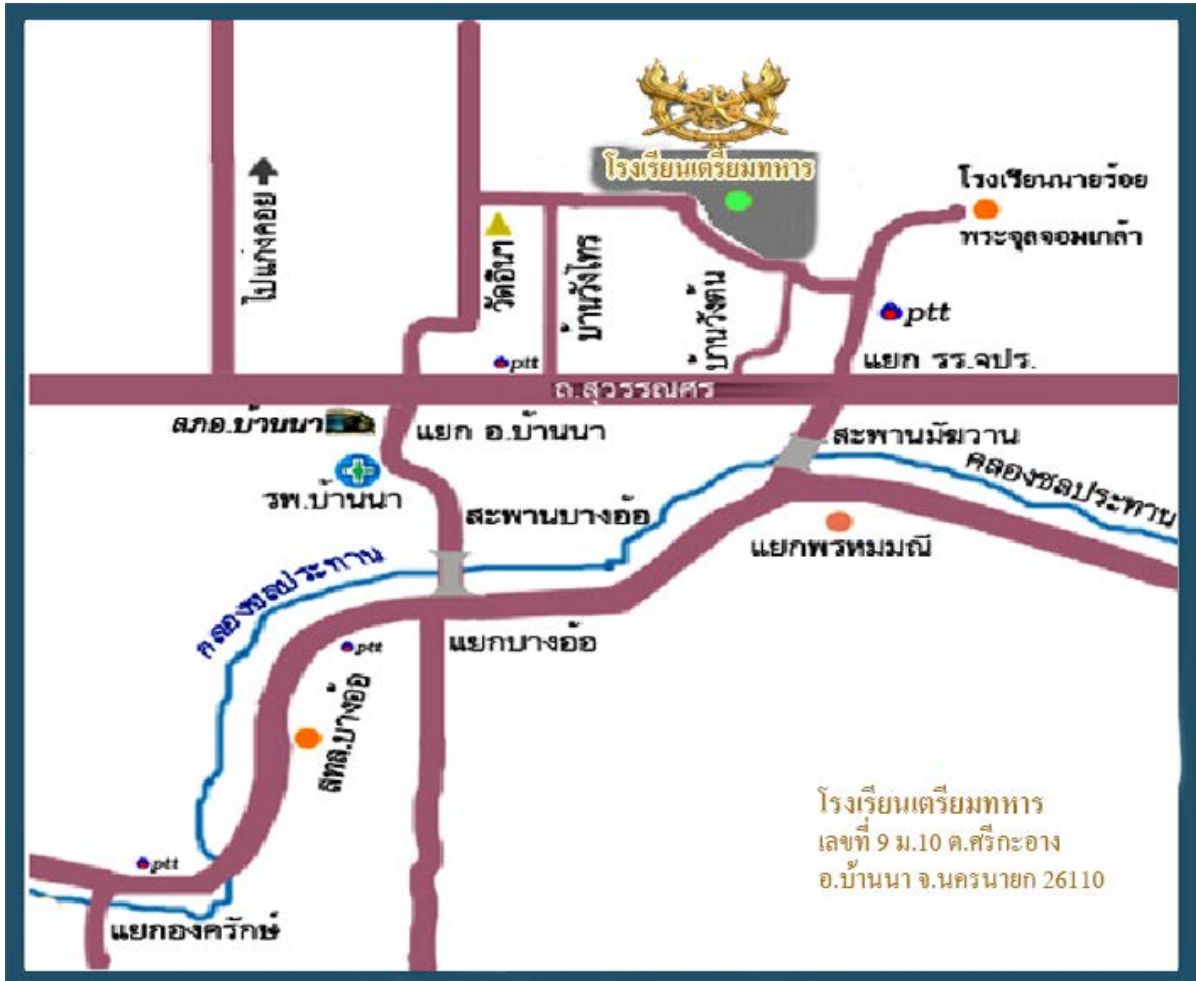 โรงเรียนเตรียมทหาร
โรงเรียนนายร้อย
พระจุลจอมเกล้า
ไปแก่งคอย
วัดอินฯ
บ้านวังไทร
บ้านวังต้น
ptt
ptt
แยก รร.จปร.
ถ.สุวรรณศร
สภอ.บ้านนา
แยก อ.บ้านนา
สะพานมัฆวาน
คลองชลประทาน
รพ.บ้านนา
สะพานบางอ้อ
แยกพรหมมณี
คลองชลประทาน
แยกบางอ้อ
ptt
สทล.บางอ้อ
โรงเรียนเตรียมทหาร
เลขที่ 9 ม.10 ต.ศรีกะอาง
อ.บ้านนา จ.นครนายก 26110
ptt
แยกองครักษ์